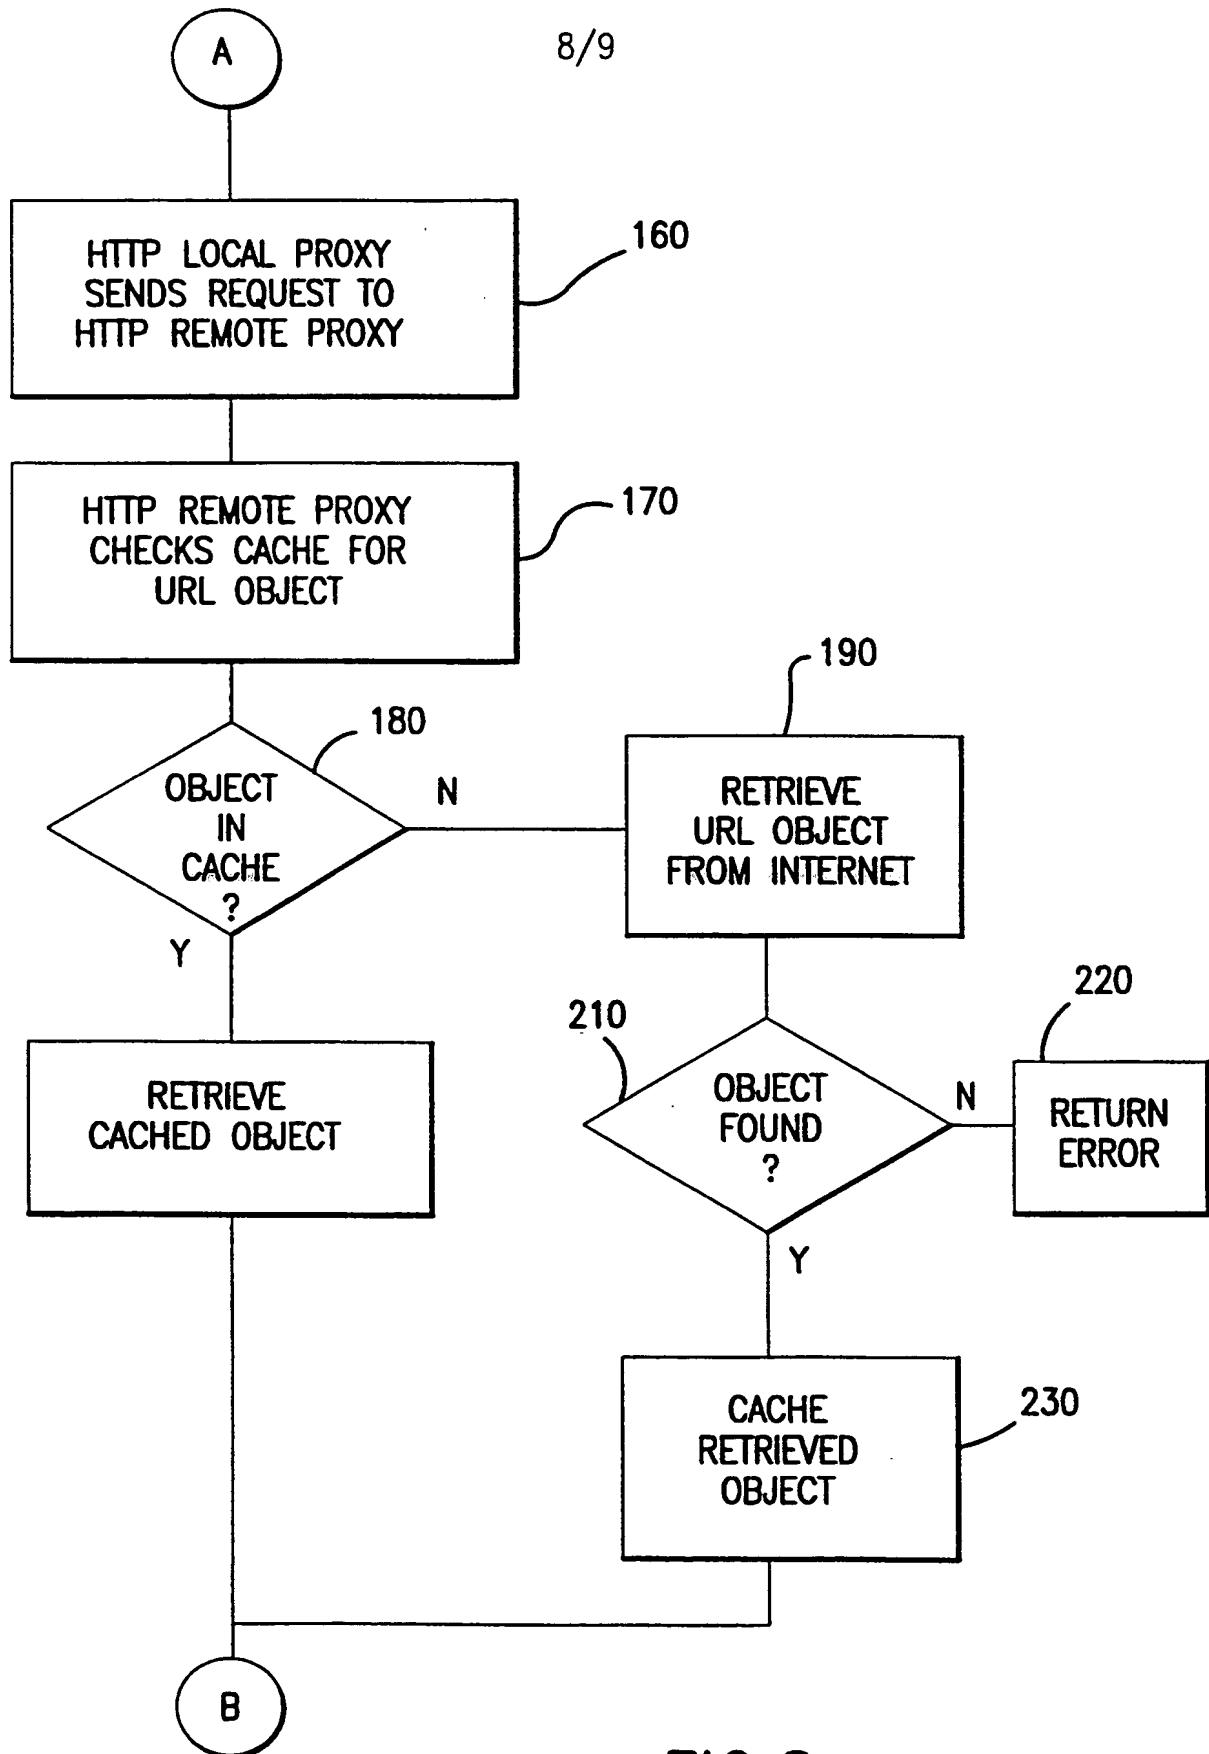 A
8/9
HTTP LOCAL PROXY
SENDS REQUEST TO
HTTP REMOTE PROXY
160
HTTP REMOTE PROXY
CHECKS CACHE FOR
URL OBJECT
170
180
OBJECT
IN
CACHE
?
N
Y
190
RETRIEVE
URL OBJECT
FROM INTERNET
RETRIEVE
CACHED OBJECT
210
OBJECT
FOUND
?
N
Y
220
RETURN
ERROR
CACHE
RETRIEVED
OBJECT
230
B